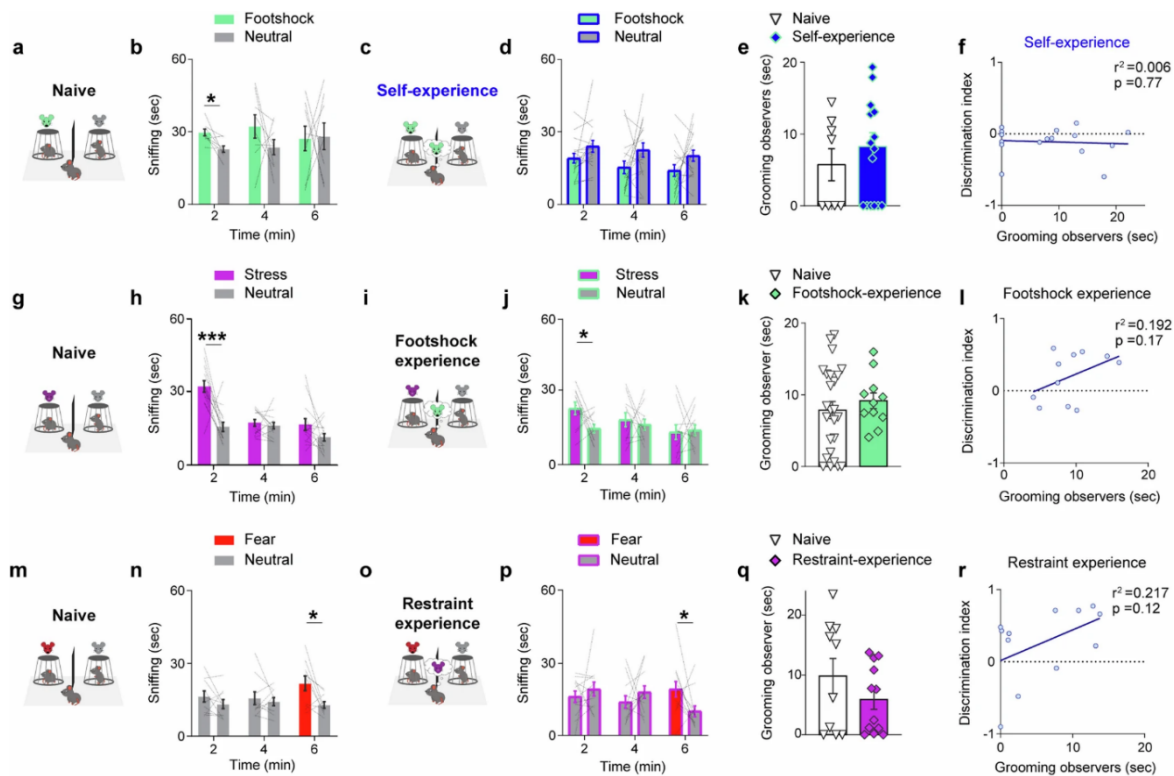 Footshock
Neutral
Footshock
Neutral
Naive
Self-experience
a
b
c
d
e
f
Self-experience
Naive
Self-experience
Sniffing (sec)
60
30
0
2
4
6
Time (min)
*
Sniffing (sec)
60
30
0
2
4
6
Time (min)
Grooming observers (sec)
20
10
0
Discrimination index
1
0
-1
0
10
20
Grooming observers (sec)
r²=0.006
p = 0.77
Stress
Neutral
Stress
Neutral
Naive
Footshock-experience
g
h
i
j
k
l
Footshock experience
Naive
Footshock
experience
Sniffing (sec)
60
30
0
2
4
6
Time (min)
***
Sniffing (sec)
60
30
0
2
4
6
Time (min)
*
Grooming observer (sec)
20
10
0
Discrimination index
1
0
-1
0
10
20
Grooming observers (sec)
r²=0.192
p = 0.17
Fear
Neutral
Fear
Neutral
Naive
Restraint-experience
m
n
o
p
q
r
Restraint experience
Naive
Restraint
experience
Sniffing (sec)
60
30
0
2
4
6
Time (min)
*
Sniffing (sec)
60
30
0
2
4
6
Time (min)
*
Grooming observer (sec)
20
10
0
Discrimination index
1
0
-1
0
10
20
Grooming observers (sec)
r²=0.217
p = 0.12